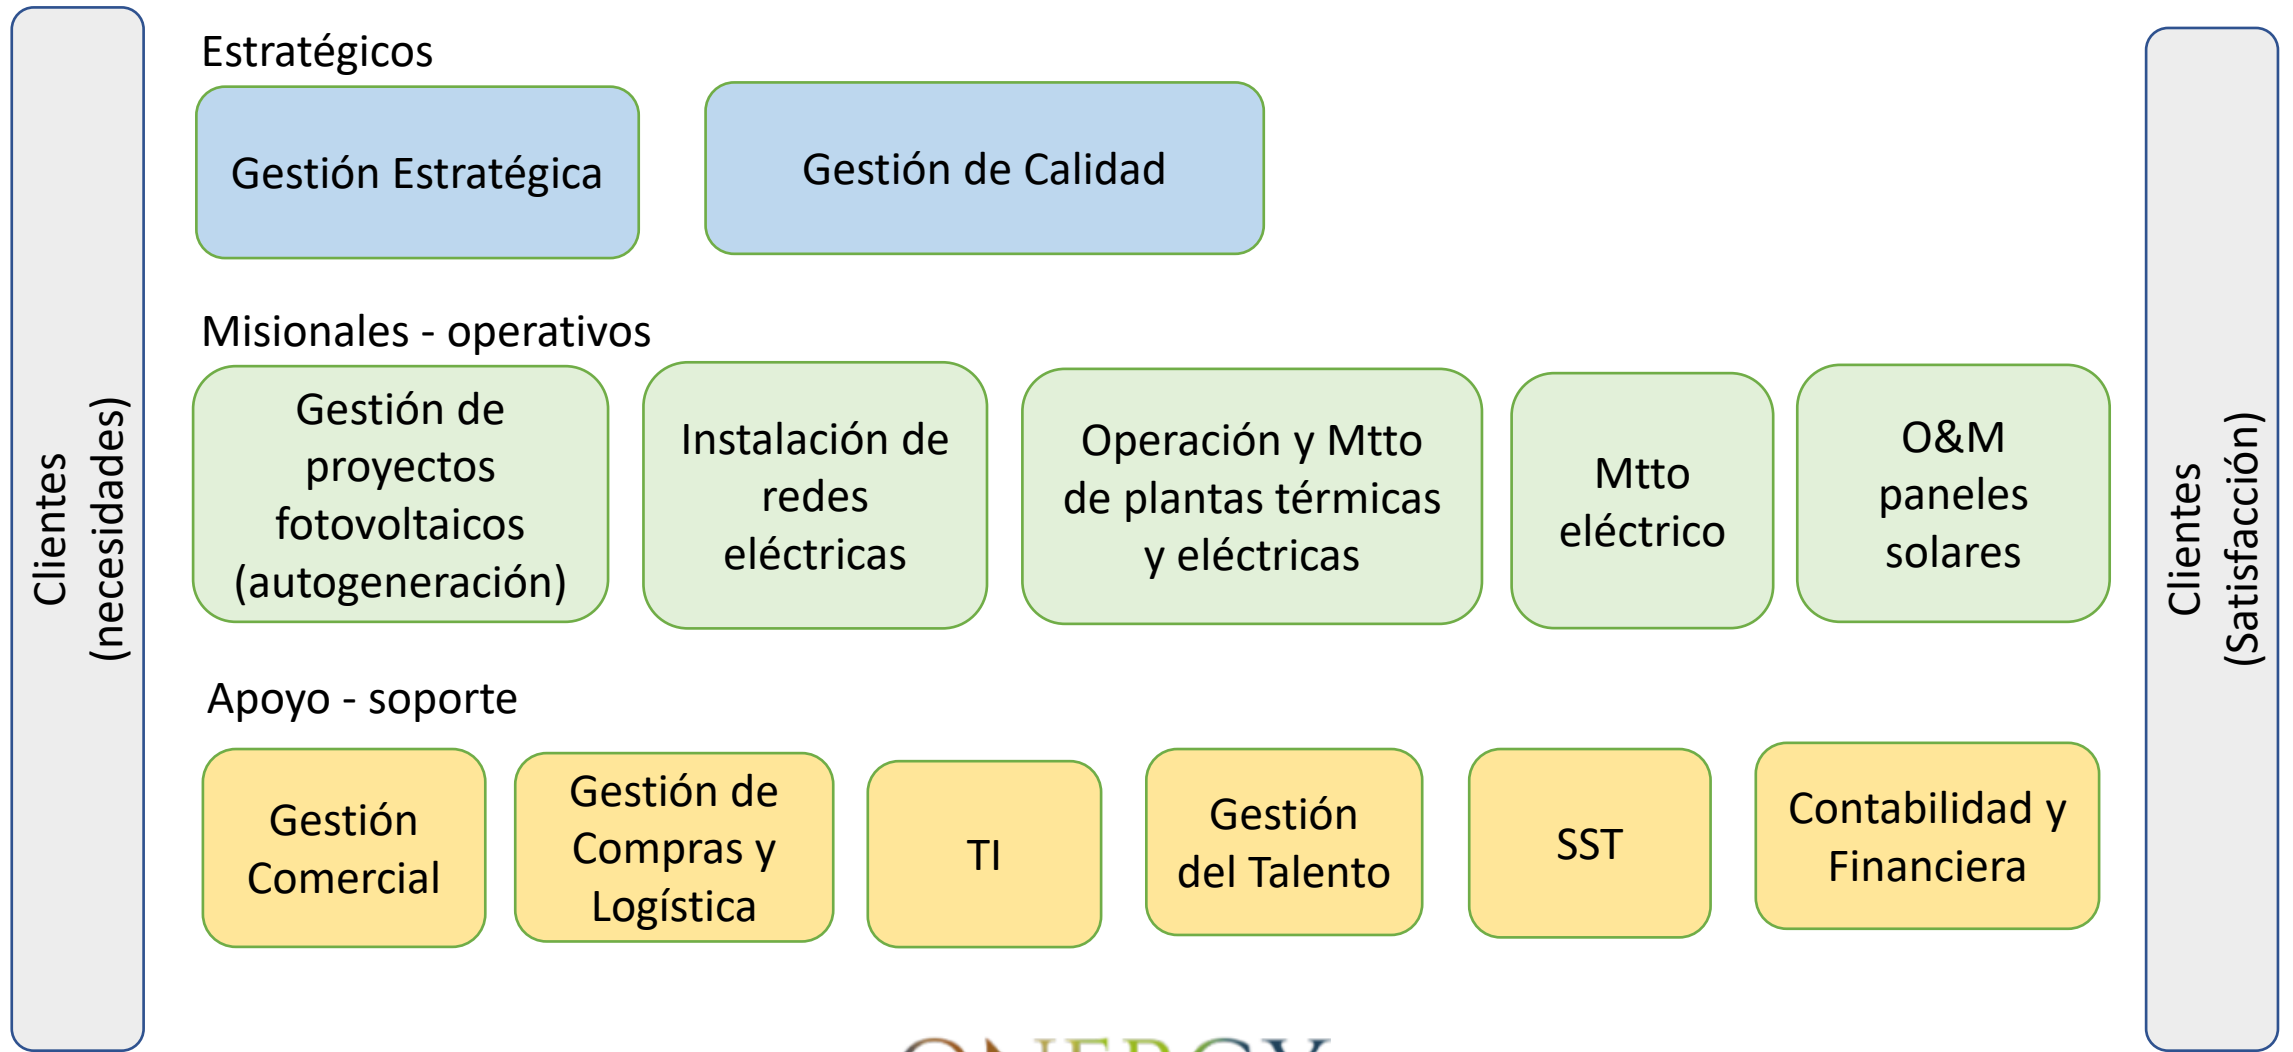 Estratégicos
Gestión Estratégica
Gestión de Calidad
Misionales - operativos
Gestión de
proyectos
fotovoltaicos
(autogeneración)
Instalación de
redes
eléctricas
Operación y Mtto
de plantas térmicas
y eléctricas
Mtto
eléctrico
O&M
paneles
solares
Apoyo - soporte
Gestión
Comercial
Gestión de
Compras y
Logística
TI
Gestión
del Talento
SST
Contabilidad y
Financiera
Clientes
(necesidades)
Clientes
(Satisfacción)